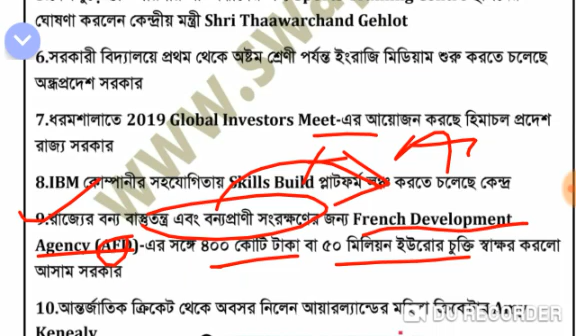 ঘোষণা করলেন কেন্দ্রীয় মন্ত্রী Shri Thaawarchand Gehlot
6.সরকারী বিদ্যালয়ে প্রথম থেকে অষ্টম শ্রেণী পর্যন্ত ইংরাজি মিডিয়াম শুরু করতে চলেছে
অন্ধ্রপ্রদেশ সরকার
7.ধরমশালাতে 2019 Global Investors Meet-এর আয়োজন করছে হিমাচল প্রদেশ
রাজ্য সরকার
8.IBM কোম্পানীর সহযোগিতায় Skills Build প্লাটফর্ম লঞ্চ করতে চলেছে কেন্দ্র
9.রাজ্যের বন্য বাস্তুতন্ত্র এবং বন্যপ্রাণী সংরক্ষণের জন্য French Development
Agency (AFD)-এর সঙ্গে ৪০০ কোটি টাকা বা ৫০ মিলিয়ন ইউরোর চুক্তি স্বাক্ষর করলো
আসাম সরকার
10.আন্তর্জাতিক ক্রিকেট থেকে অবসর নিলেন আয়ারল্যান্ডের
Kenealy
DU RECORDER